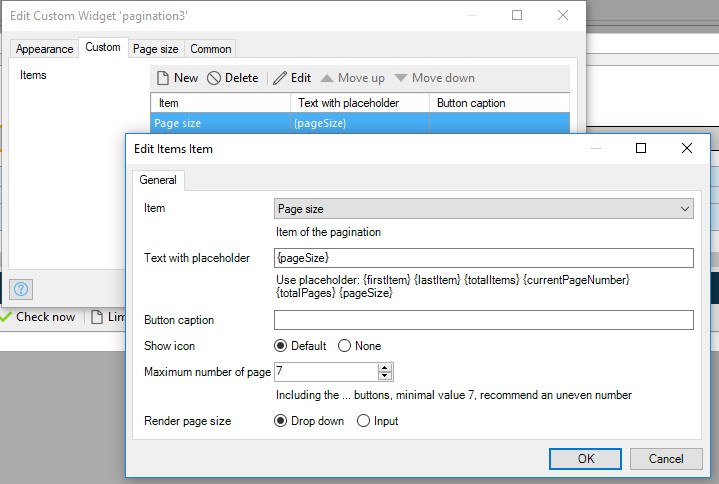 Edit Custom Widget 'pagination3'
Appearance Custom Page size Common
Items
New Delete Edit Move up Move down
Item Text with placeholder Button caption
Page size {pageSize}
Edit Items Item
General
Item Page size
Item of the pagination
Text with placeholder {pageSize}
Use placeholder: {firstItem} {lastItem} {totalItems} {currentPageNumber}
{totalPages} {pageSize}
Button caption
Show icon Default None
Maximum number of page 7
Including the ... buttons, minimal value 7, recommend an uneven number
Render page size Drop down Input
OK Cancel
?
Check now Lim